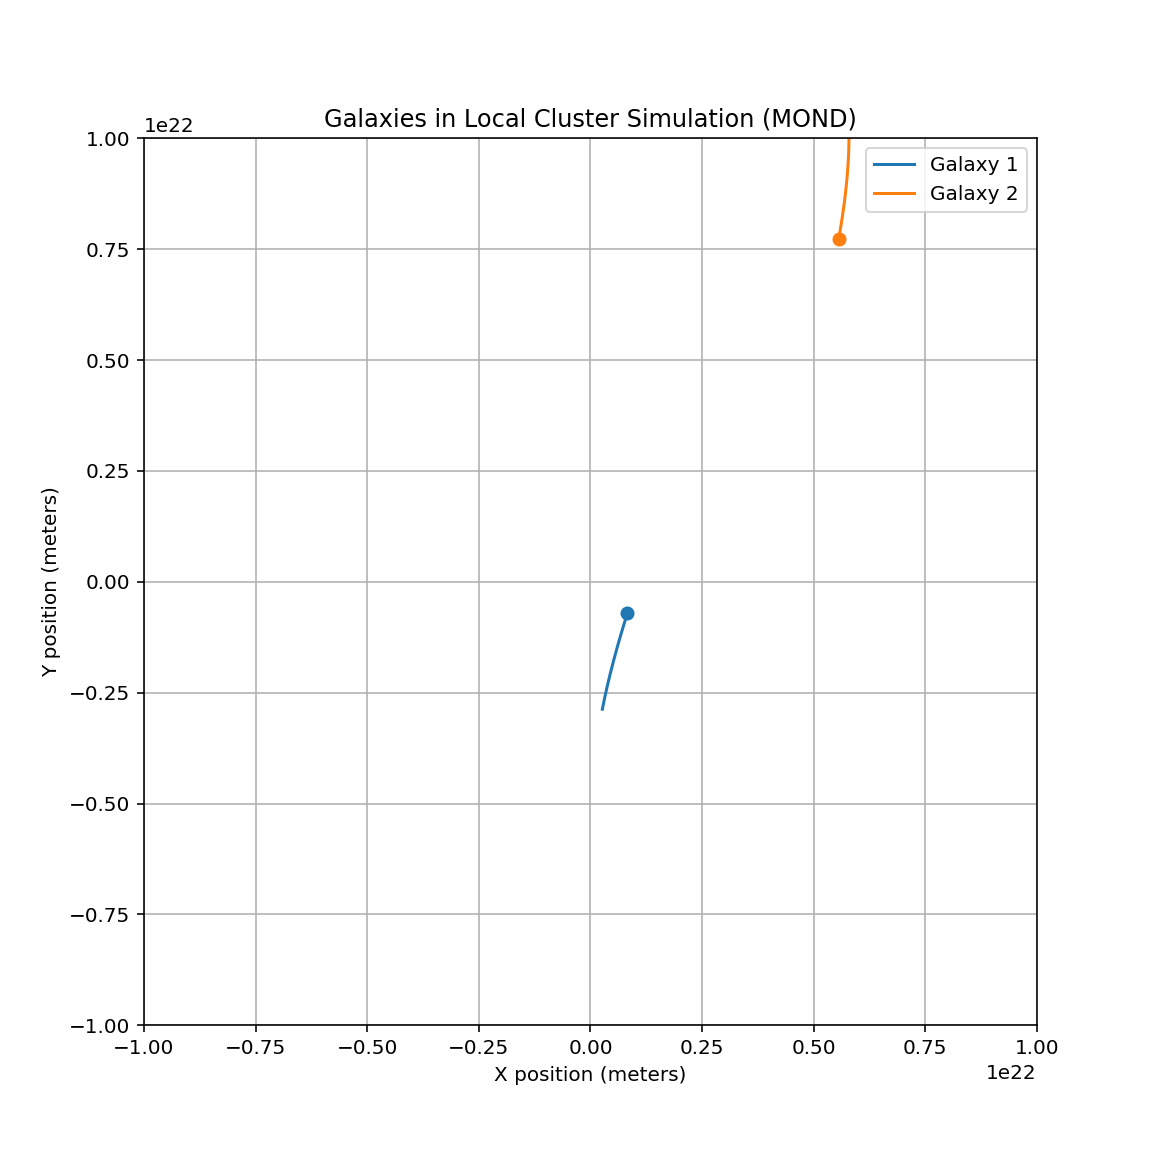 Galaxies in Local Cluster Simulation (MOND)
1e22
1.00
0.75
0.50
0.25
0.00
−0.25
−0.50
−0.75
−1.00
Y position (meters)
Galaxy 1
Galaxy 2
−1.00 −0.75 −0.50 −0.25 0.00 0.25 0.50 0.75 1.00
X position (meters)
1e22